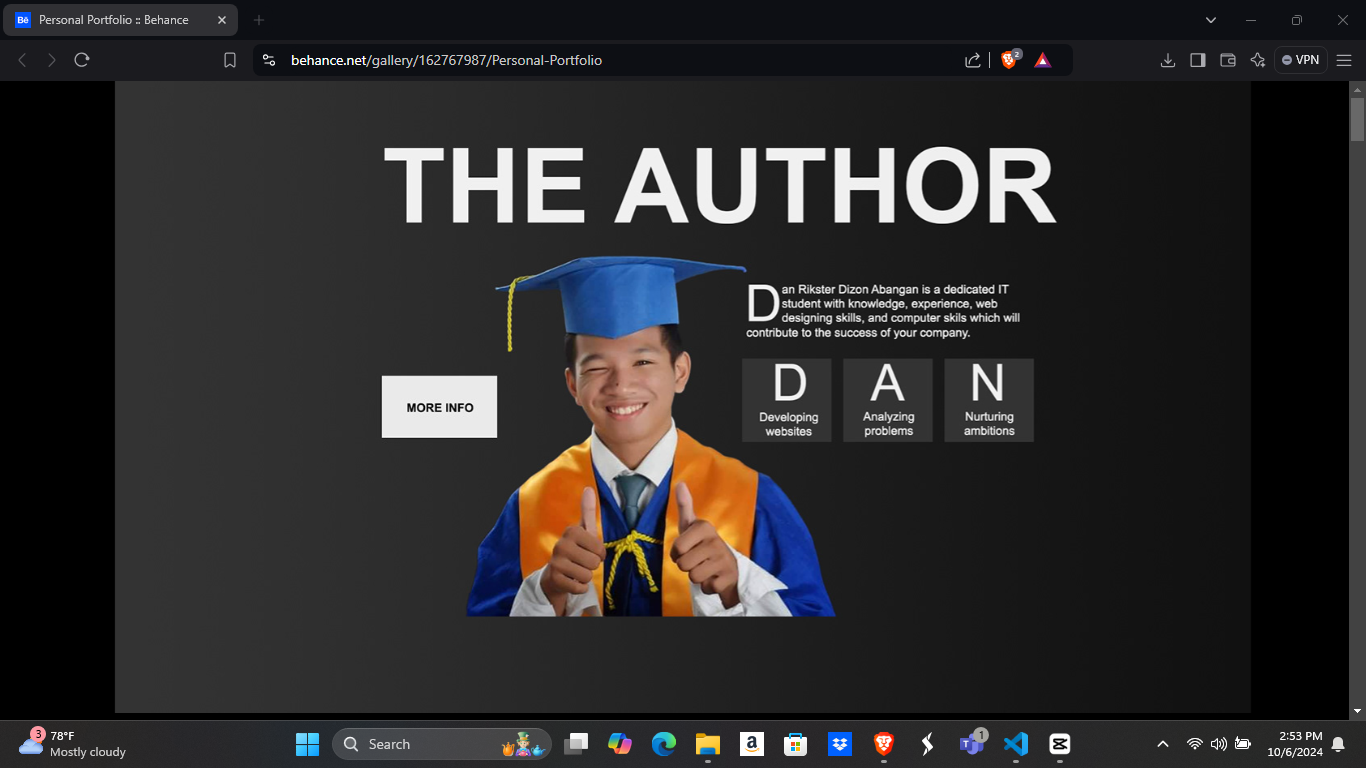 Bē
Personal Portfolio :: Behance
behance.net/gallery/162767987/Personal-Portfolio
2
VPN
THE AUTHOR
Dan Rikster Dizon Abangan is a dedicated IT
student with knowledge, experience, web
designing skills, and computer skils which will
contribute to the success of your company.
MORE INFO
D
Developing
websites
A
Analyzing
problems
N
Nurturing
ambitions
3
78°F
Mostly cloudy
Search
a
1
2:53 PM
10/6/2024